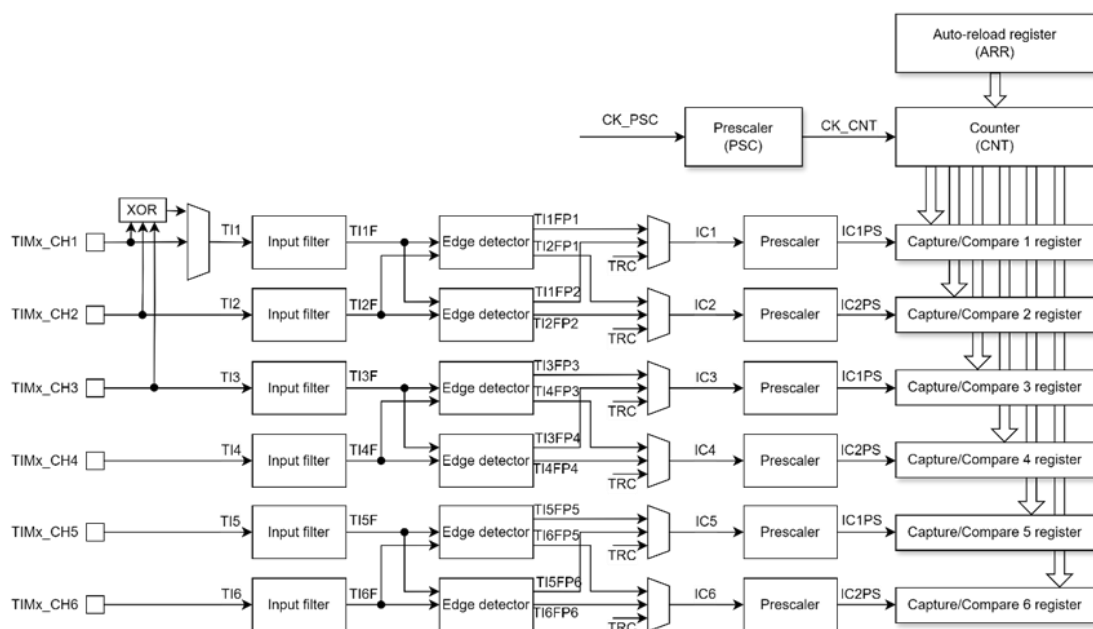 Auto-reload register
(ARR)
CK_PSC
Prescaler
(PSC)
CK_CNT
Counter
(CNT)
XOR
TIMx_CH1
TI1
Input filter
TI1F
Edge detector
TI1FP1
TI2FP1
TRC
IC1
Prescaler
IC1PS
Capture/Compare 1 register
TIMx_CH2
TI2
Input filter
TI2F
Edge detector
TI1FP2
TI2FP2
TRC
IC2
Prescaler
IC2PS
Capture/Compare 2 register
TIMx_CH3
TI3
Input filter
TI3F
Edge detector
TI3FP3
TI4FP3
TRC
IC3
Prescaler
IC1PS
Capture/Compare 3 register
TIMx_CH4
TI4
Input filter
TI4F
Edge detector
TI3FP4
TI4FP4
TRC
IC4
Prescaler
IC2PS
Capture/Compare 4 register
TIMx_CH5
TI5
Input filter
TI5F
Edge detector
TI5FP5
TI6FP5
TRC
IC5
Prescaler
IC1PS
Capture/Compare 5 register
TIMx_CH6
TI6
Input filter
TI6F
Edge detector
TI5FP6
TI6FP6
TRC
IC6
Prescaler
IC2PS
Capture/Compare 6 register